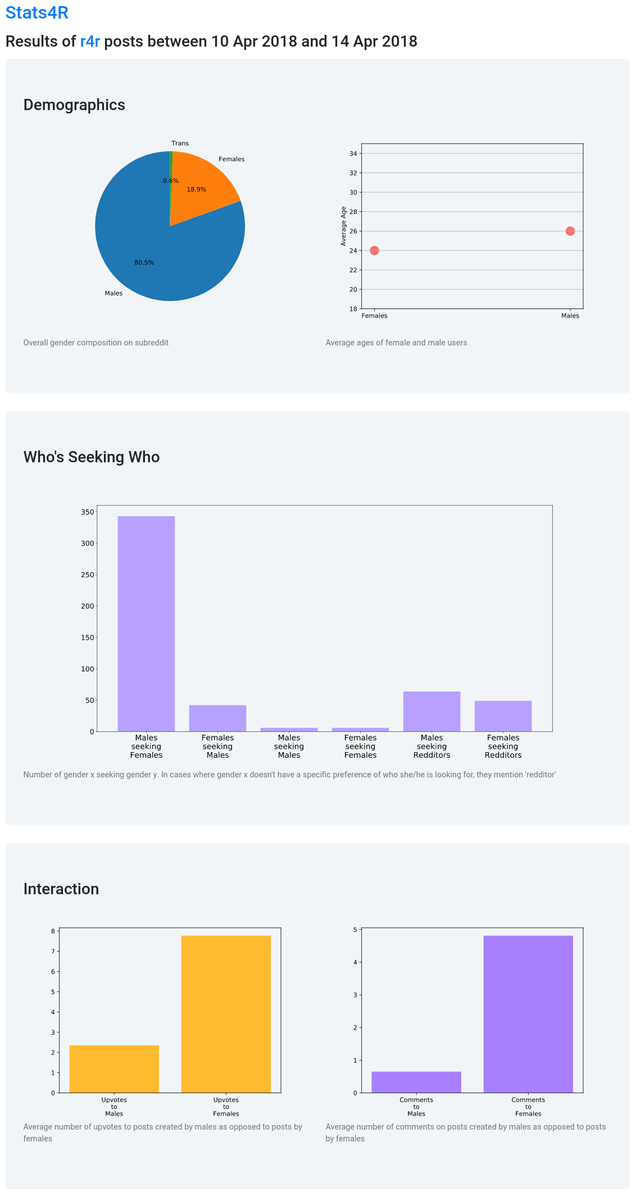 Stats4R
Results of r4r posts between 10 Apr 2018 and 14 Apr 2018
Demographics
Trans
Females
0.6%
18.9%
80.5%
Males
34
32
30
28
26
24
22
20
18
Average Age
Females
Males
Overall gender composition on subreddit
Average ages of female and male users
Who's Seeking Who
350
300
250
200
150
100
50
0
Males
seeking
Females
Females
seeking
Males
Males
seeking
Males
Females
seeking
Females
Males
seeking
Redditors
Females
seeking
Redditors
Number of gender x seeking gender y. In cases where gender x doesn't have a specific preference of who she/he is looking for, they mention 'redditor'
Interaction
8
7
6
5
4
3
2
1
0
Upvotes
to
Males
Upvotes
to
Females
Average number of upvotes to posts created by males as opposed to posts by
females
5
4
3
2
1
0
Comments
to
Males
Comments
to
Females
Average number of comments on posts created by males as opposed to posts
by females